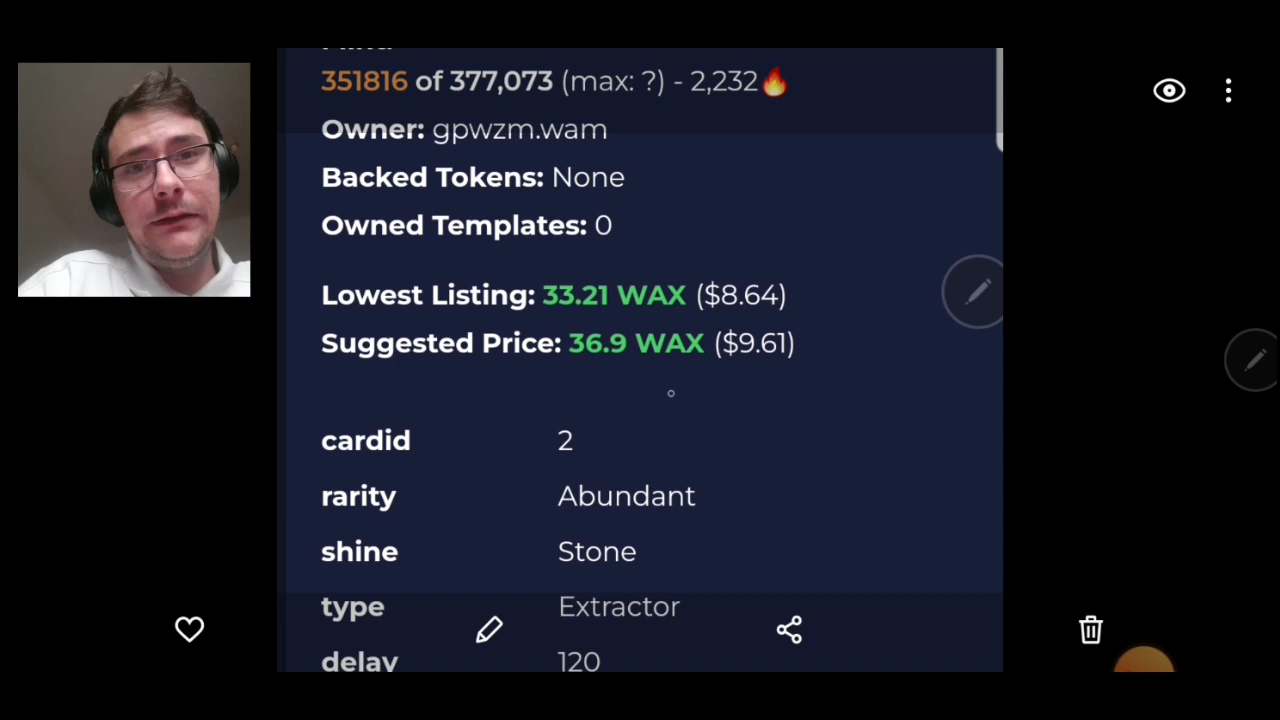 351816 of 377,073 (max: ?) - 2,232🔥
Owner: gpwzm.wam
Backed Tokens: None
Owned Templates: 0
Lowest Listing: 33.21 WAX ($8.64)
Suggested Price: 36.9 WAX ($9.61)
cardid 2
rarity Abundant
shine Stone
type Extractor
delay 120